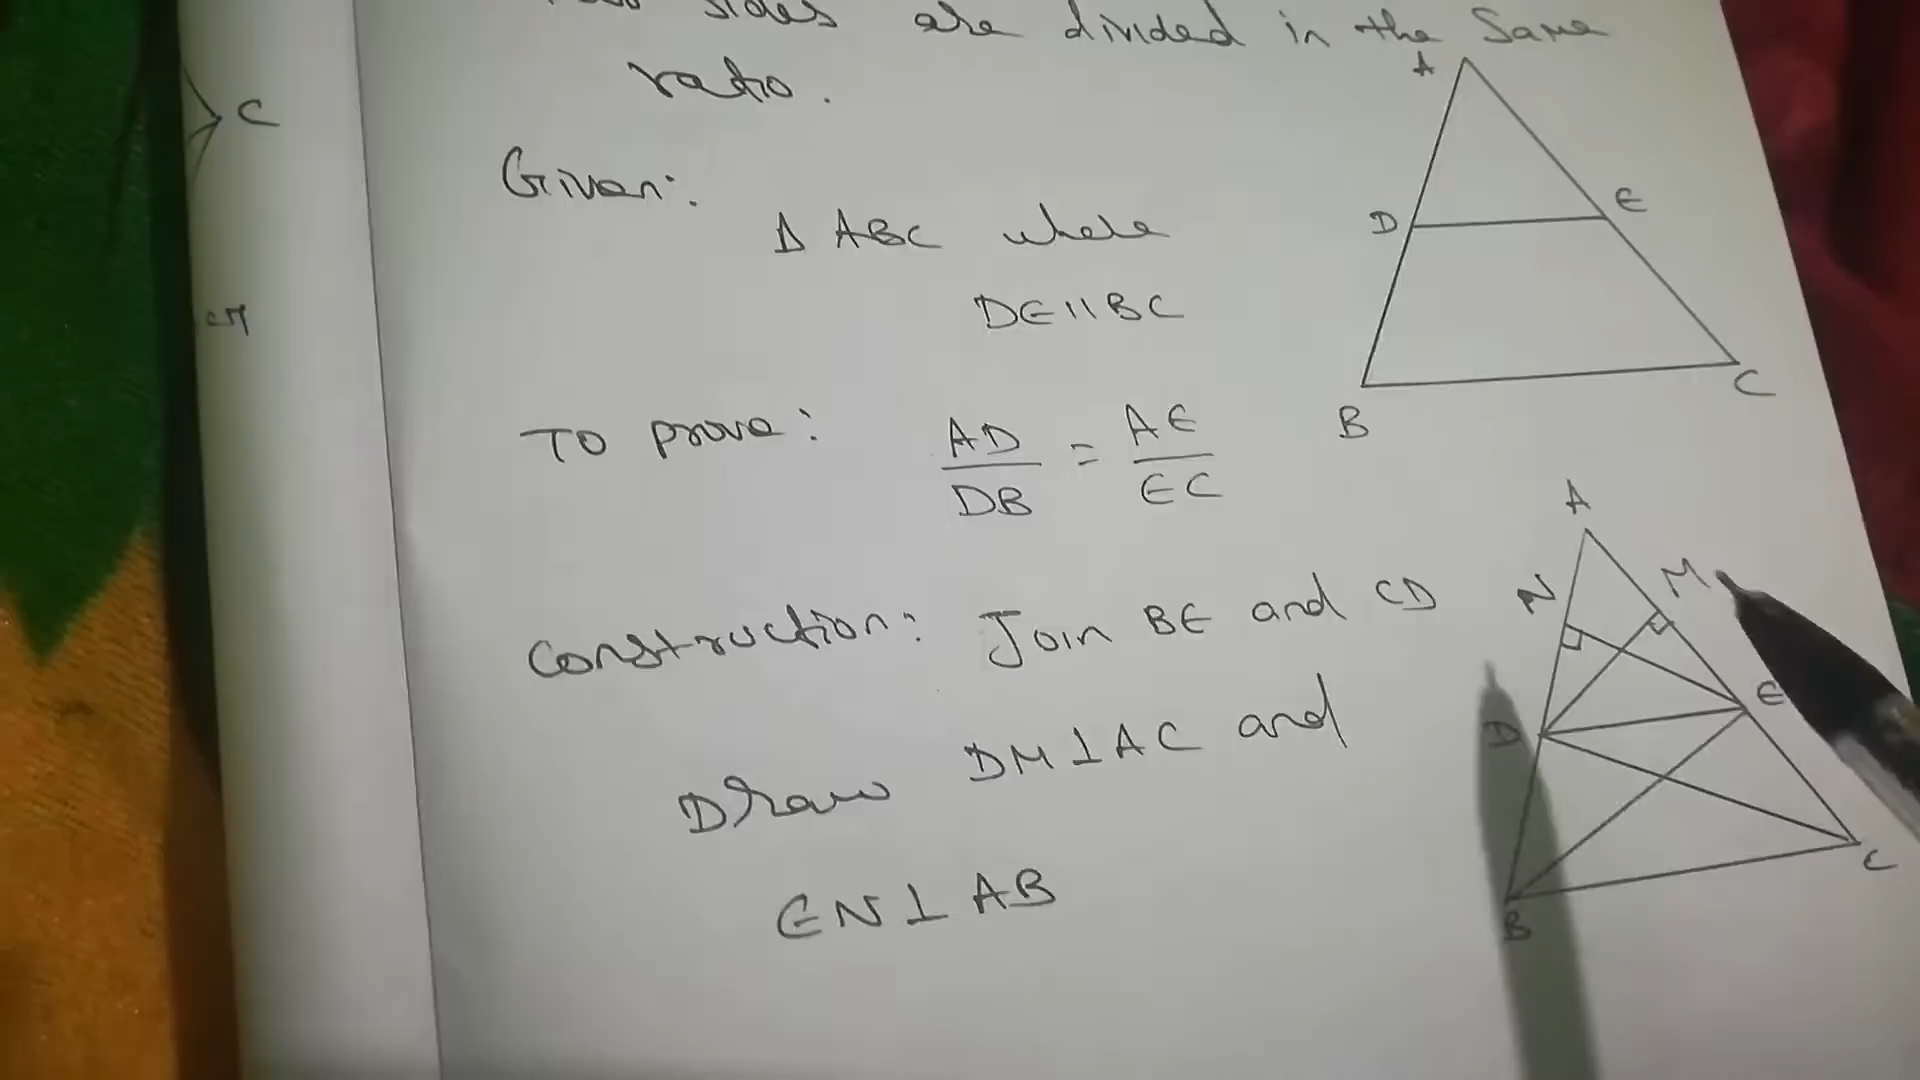 sides are divided in the same
ratio.
Given:
Δ ABC where
DE || BC
To prove: AD/DB = AE/EC
Construction: Join BE and CD
Draw DM ⊥ AC and
EN ⊥ AB
A
D
E
B
C
A
N
M
D
E
B
C
C